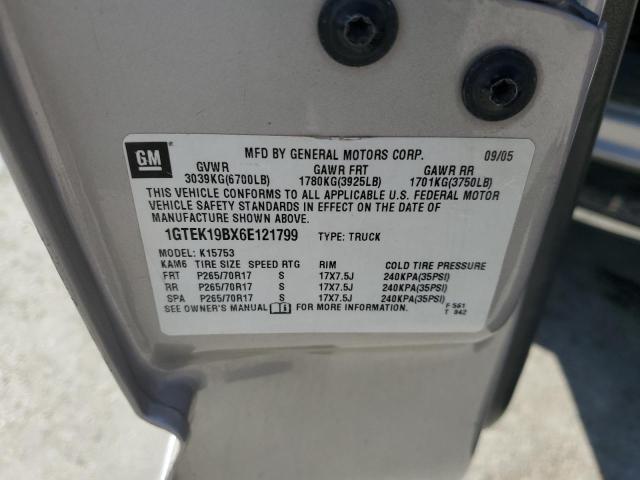 GM
MFD BY GENERAL MOTORS CORP. 09/05
GVWR GAWR FRT GAWR RR
3039KG(6700LB) 1780KG(3925LB) 1701KG(3750LB)
THIS VEHICLE CONFORMS TO ALL APPLICABLE U.S. FEDERAL MOTOR
VEHICLE SAFETY STANDARDS IN EFFECT ON THE DATE OF
MANUFACTURE SHOWN ABOVE.
1GTEK19BX6E121799 TYPE: TRUCK
MODEL: K15753
KAM6 TIRE SIZE SPEED RTG RIM COLD TIRE PRESSURE
FRT P265/70R17 S 17X7.5J 240KPA(35PSI)
RR P265/70R17 S 17X7.5J 240KPA(35PSI)
SPA P265/70R17 S 17X7.5J 240KPA(35PSI)
SEE OWNER'S MANUAL FOR MORE INFORMATION.
F 561
T 942